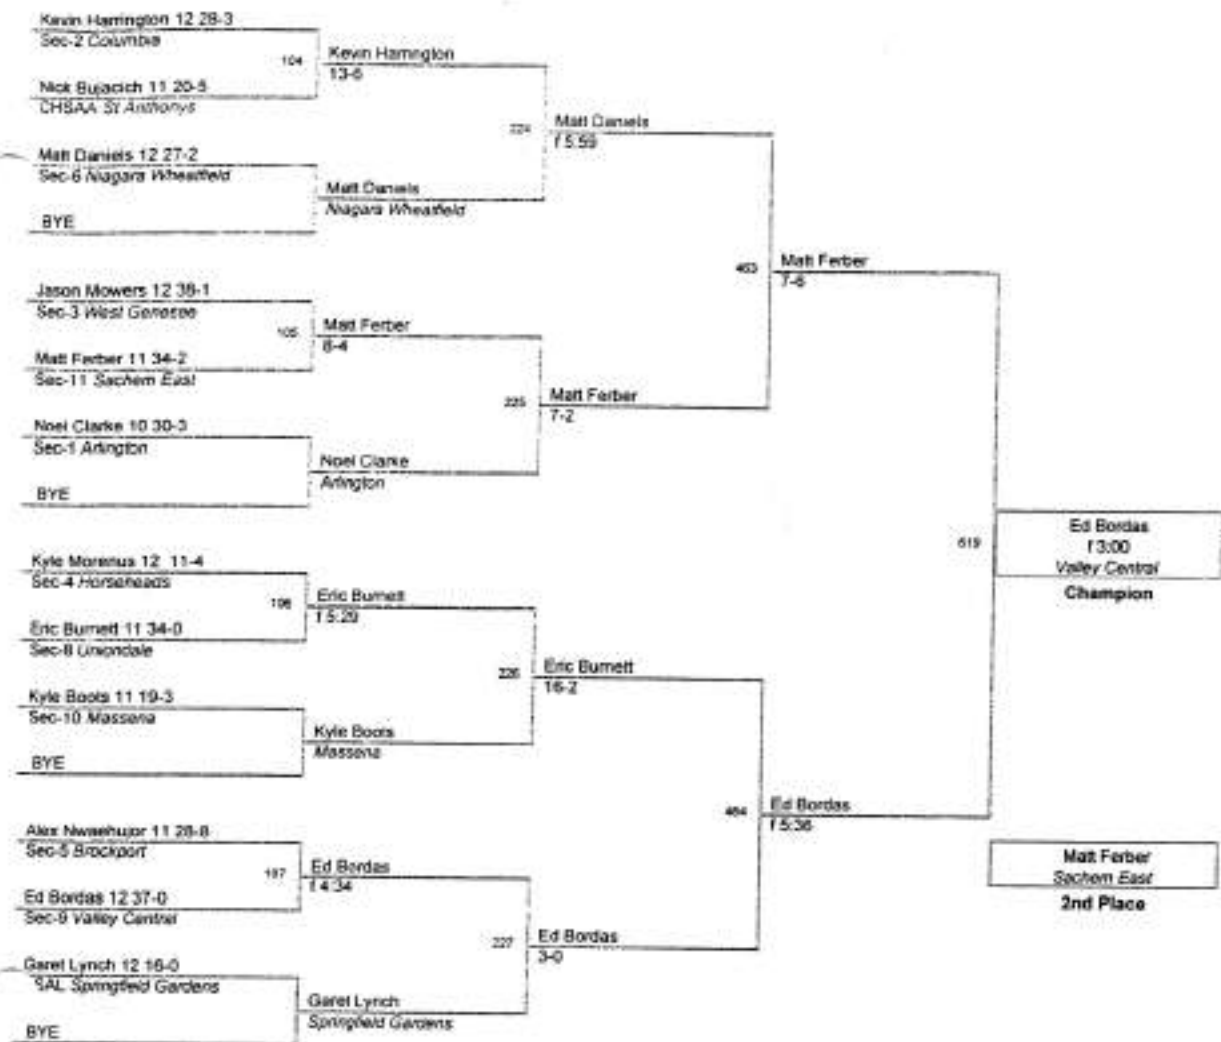 Kevin Harrington 12 28-3
Sec-2 Columbia
104
Kevin Harrington
13-6
Nick Bujacich 11 20-5
CHSAA St Anthonys
224
Matt Daniels
f 5:59
Matt Daniels 12 27-2
Sec-6 Niagara Wheatfield
Matt Daniels
Niagara Wheatfield
BYE
463
Matt Ferber
7-6
Jason Mowers 12 38-1
Sec-3 West Genesee
105
Matt Ferber
8-4
Matt Ferber 11 34-2
Sec-11 Sachem East
225
Matt Ferber
7-2
Noel Clarke 10 30-3
Sec-1 Arlington
Noel Clarke
Arlington
BYE
619
Ed Bordas
f 3:00
Valley Central
Champion
Kyle Morenus 12 11-4
Sec-4 Horseheads
106
Eric Burnett
f 5:29
Eric Burnett 11 34-0
Sec-8 Uniondale
226
Eric Burnett
16-2
Kyle Boots 11 19-3
Sec-10 Massena
Kyle Boots
Massena
BYE
464
Ed Bordas
f 5:36
Alex Nwaehujor 11 28-8
Sec-5 Brockport
107
Ed Bordas
f 4:34
Matt Ferber
Sachem East
2nd Place
Ed Bordas 12 37-0
Sec-9 Valley Central
227
Ed Bordas
3-0
Garet Lynch 12 16-0
Springfield Gardens
Garet Lynch
Springfield Gardens
BYE